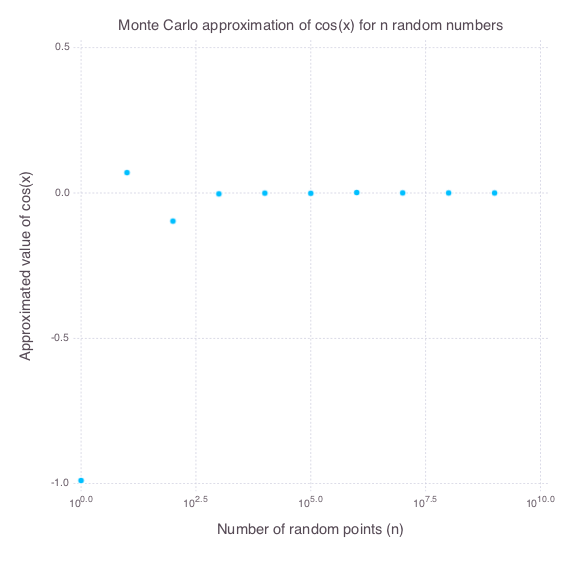 Monte Carlo approximation of cos(x) for n random numbers
0.5
0.0
-0.5
-1.0
Approximated value of cos(x)
10^0.0 10^2.5 10^5.0 10^7.5 10^10.0
Number of random points (n)